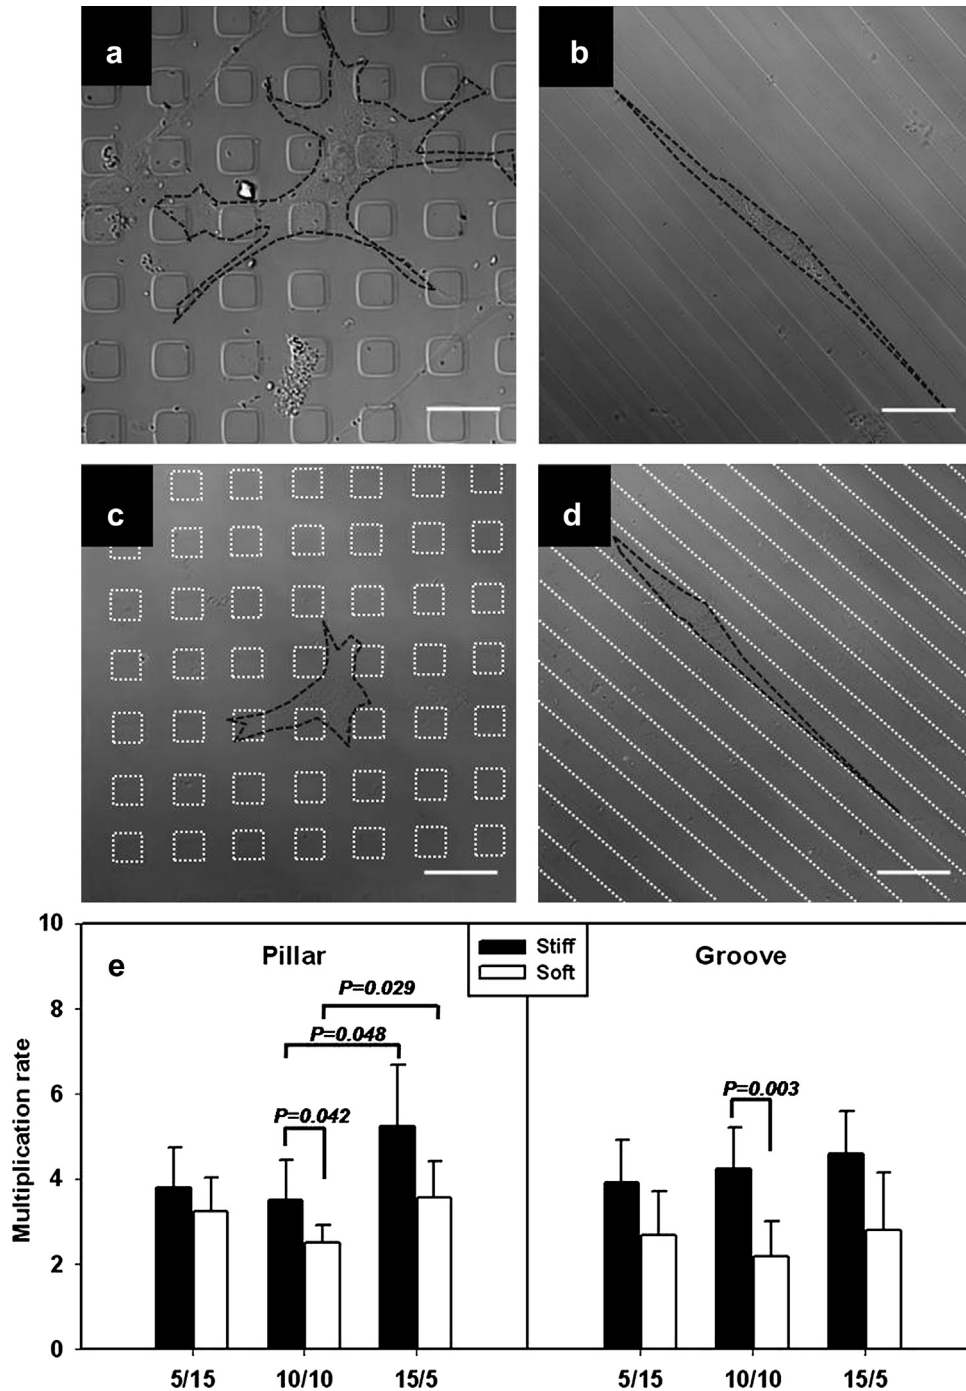 a
b
c
d
e
Pillar
Stiff
Soft
Groove
P=0.029
P=0.048
P=0.042
P=0.003
Multiplication rate
10
8
6
4
2
0
5/15
10/10
15/5
5/15
10/10
15/5